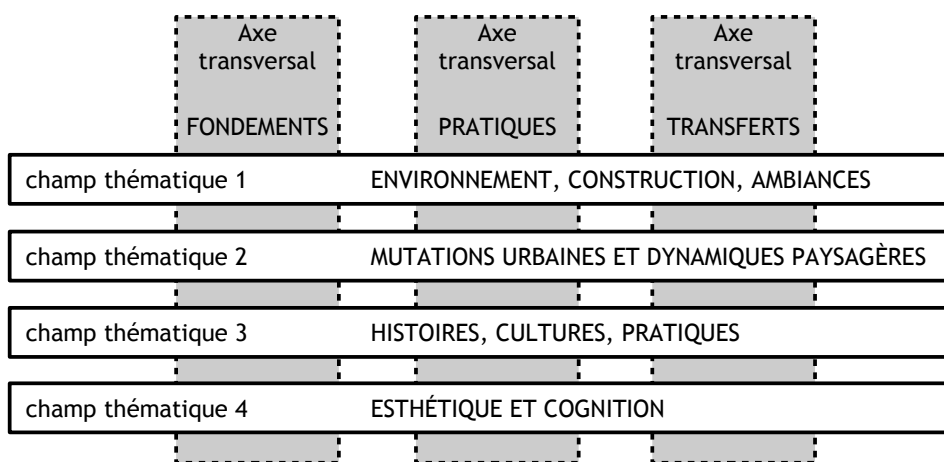 Axe
transversal
FONDEMENTS
Axe
transversal
PRATIQUES
Axe
transversal
TRANSFERTS
champ thématique 1 ENVIRONNEMENT, CONSTRUCTION, AMBIANCES
champ thématique 2 MUTATIONS URBAINES ET DYNAMIQUES PAYSAGÈRES
champ thématique 3 HISTOIRES, CULTURES, PRATIQUES
champ thématique 4 ESTHÉTIQUE ET COGNITION